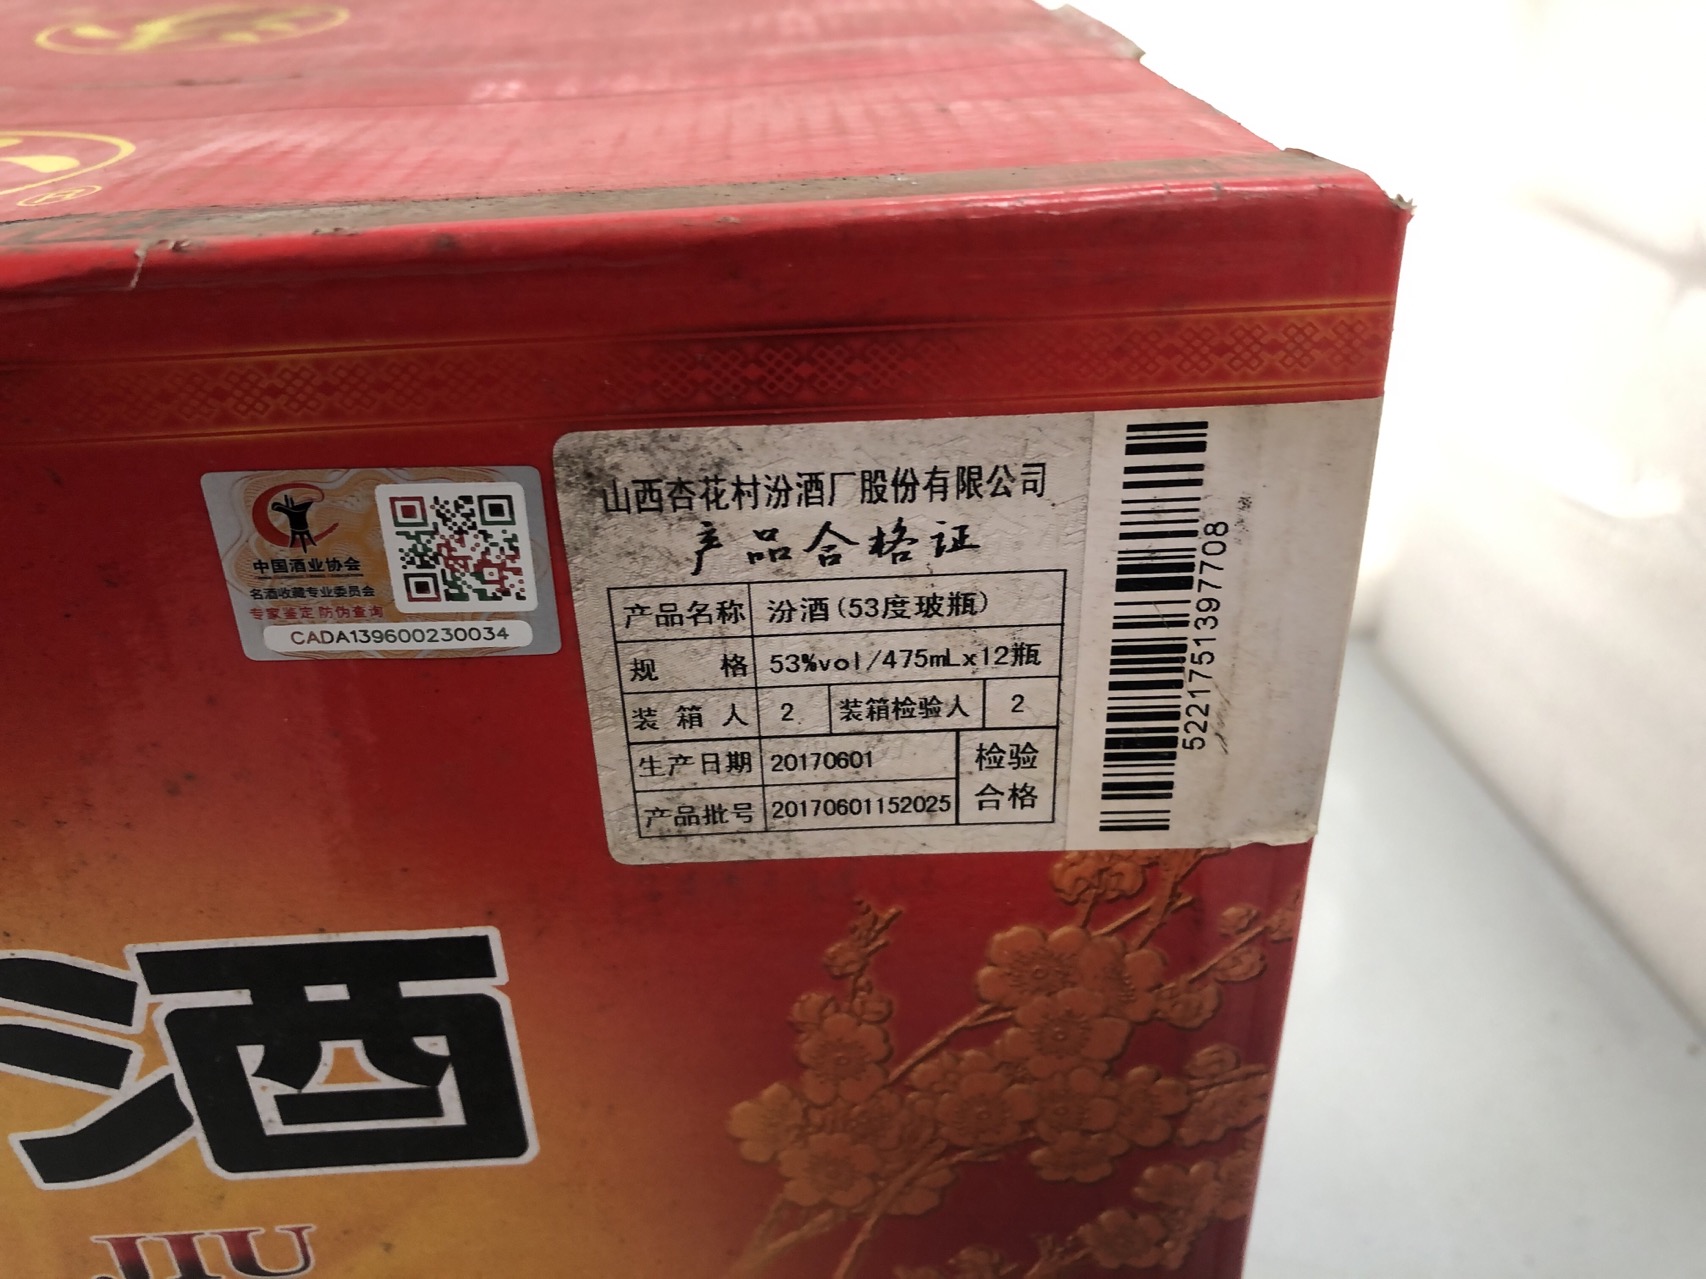 ®
中国酒业协会
名酒收藏专业委员会
专家鉴定 防伪查询
CADA139600230034
山西杏花村汾酒厂股份有限公司
产品合格证
产品名称 汾酒(53度玻瓶)
规 格 53%vol/475mLx12瓶
装 箱 人 2 装箱检验人 2
生产日期 20170601 检验
产品批号 20170601152025 合格
5221751397708
酒
JIU